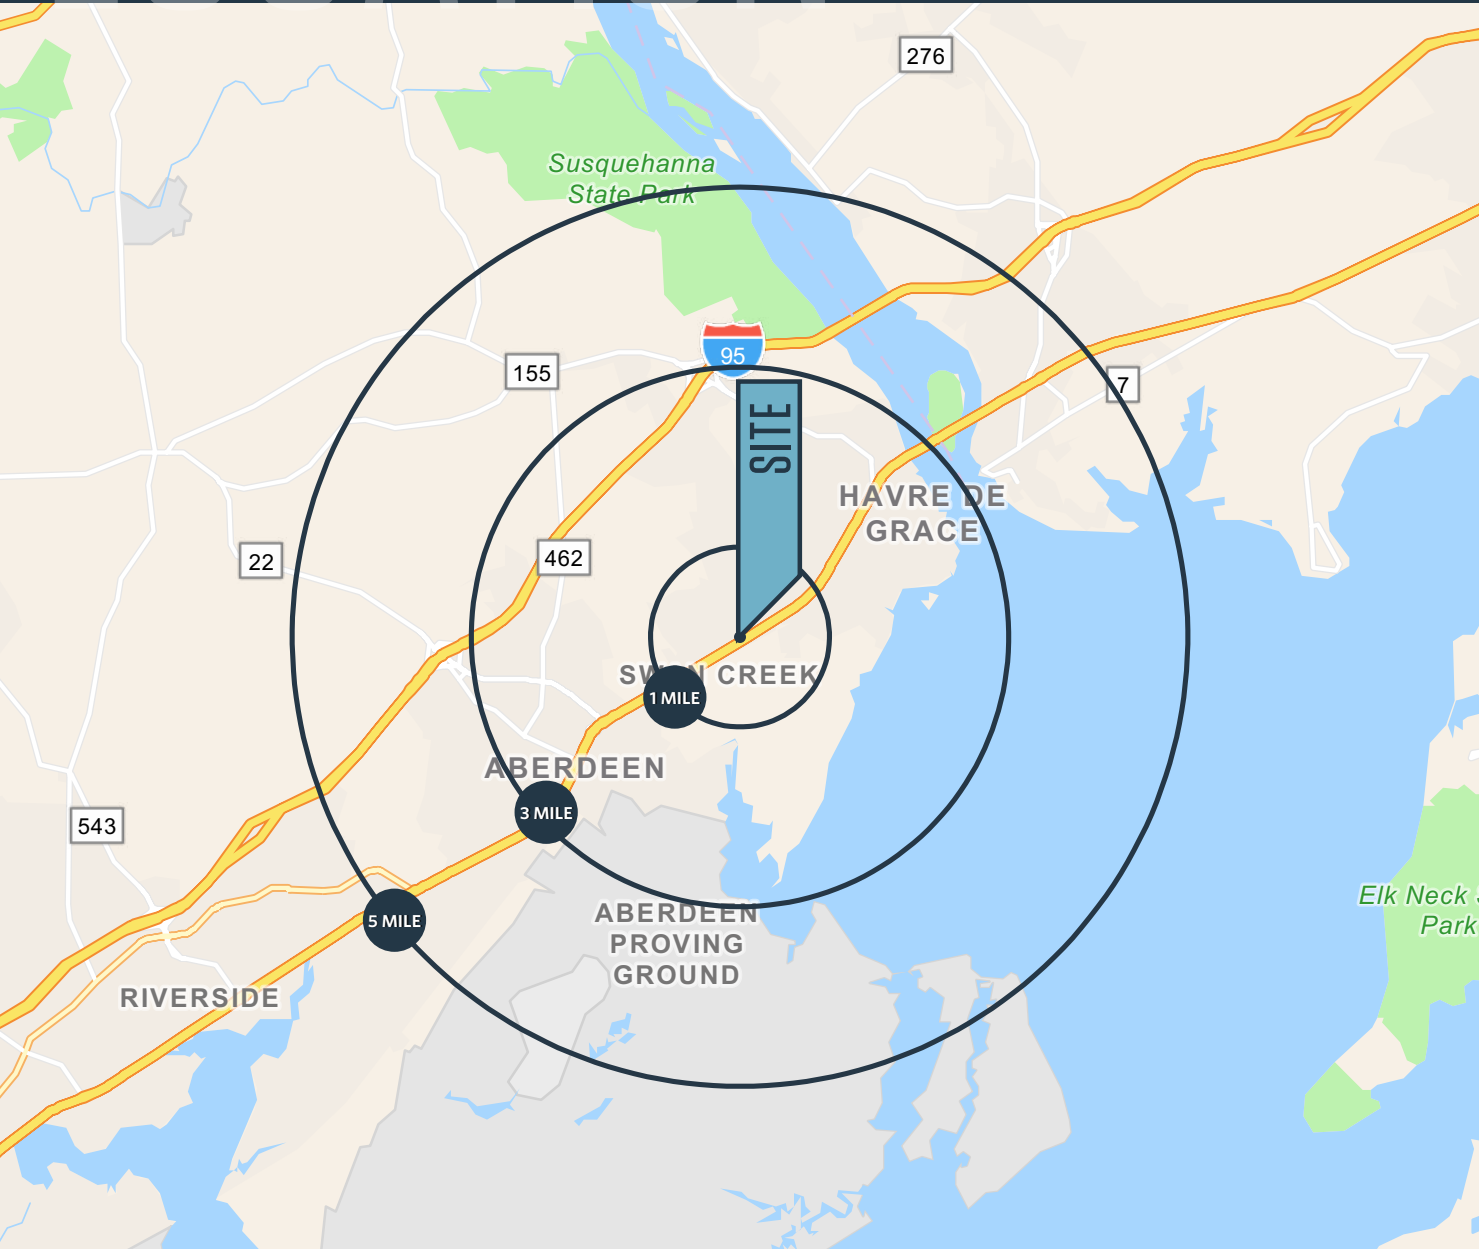 276
Susquehanna
State Park
95
155
7
SITE
HAVRE DE
GRACE
462
22
SWAN CREEK
1 MILE
ABERDEEN
3 MILE
543
5 MILE
Elk Neck
Park
ABERDEEN
PROVING
GROUND
RIVERSIDE